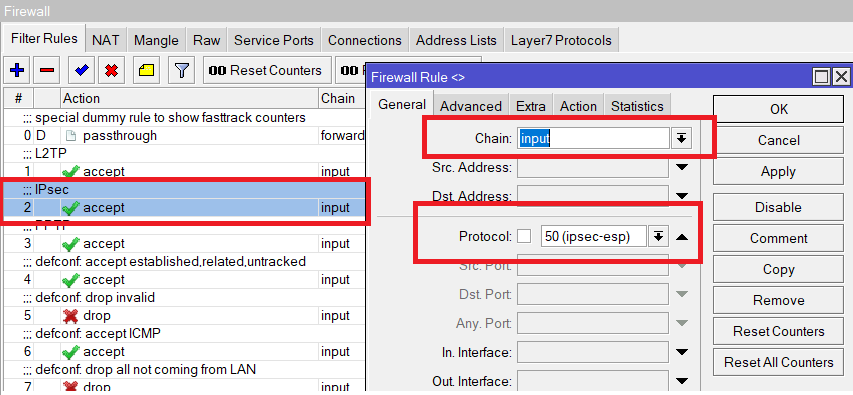 Firewall
Filter Rules NAT Mangle Raw Service Ports Connections Address Lists Layer7 Protocols
00 Reset Counters 00
# Action Chain
;;; special dummy rule to show fasttrack counters
0 D passthrough forward
;;; L2TP
1 accept input
;;; IPsec
2 accept input
;;; PPTP
3 accept input
;;; defconf: accept established,related,untracked
4 accept input
;;; defconf: drop invalid
5 drop input
;;; defconf: accept ICMP
6 accept input
;;; defconf: drop all not coming from LAN
7 drop input
Firewall Rule <>
General Advanced Extra Action Statistics
Chain: input
Src. Address:
Dst. Address:
Protocol: 50 (ipsec-esp)
Src. Port:
Dst. Port:
Any. Port:
In. Interface:
Out. Interface:
OK
Cancel
Apply
Disable
Comment
Copy
Remove
Reset Counters
Reset All Counters